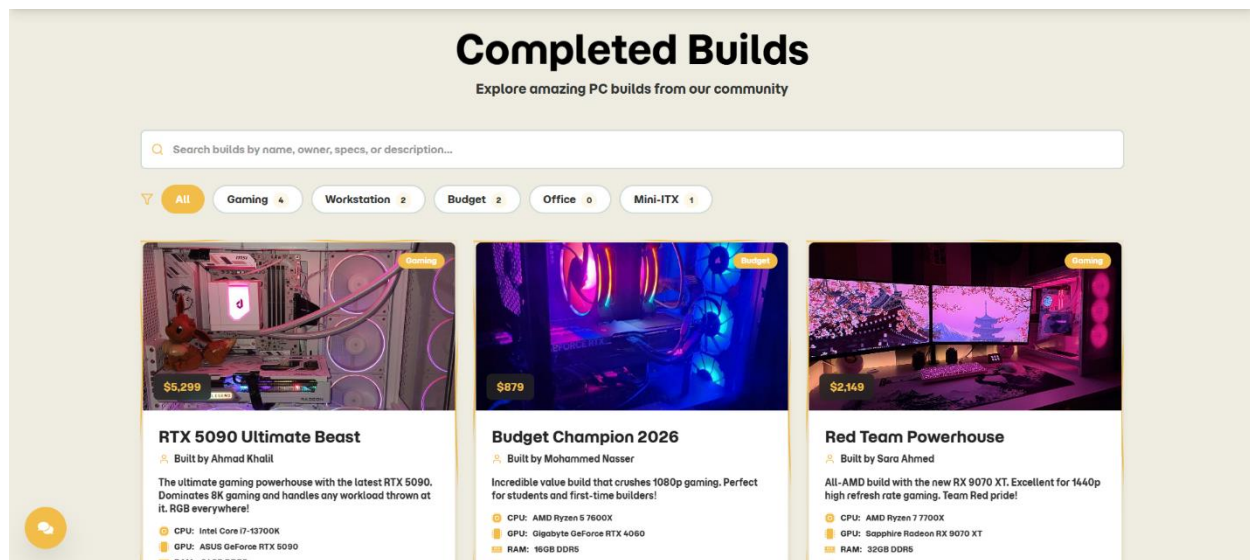 Completed Builds
Explore amazing PC builds from our community
Search builds by name, owner, specs, or description...
All
Gaming 4
Workstation 2
Budget 2
Office 0
Mini-ITX 1
Gaming
$5,299
RTX 5090 Ultimate Beast
Built by Ahmad Khalil
The ultimate gaming powerhouse with the latest RTX 5090.
Dominates 8K gaming and handles any workload thrown at
it. RGB everywhere!
CPU: Intel Core i7-13700K
GPU: ASUS GeForce RTX 5090
Budget
GEFORCE RTX
$879
Budget Champion 2026
Built by Mohammed Nasser
Incredible value build that crushes 1080p gaming. Perfect
for students and first-time builders!
CPU: AMD Ryzen 5 7600X
GPU: Gigabyte GeForce RTX 4060
RAM: 16GB DDR5
Gaming
$2,149
Red Team Powerhouse
Built by Sara Ahmed
All-AMD build with the new RX 9070 XT. Excellent for 1440p
high refresh rate gaming. Team Red pride!
CPU: AMD Ryzen 7 7700X
GPU: Sapphire Radeon RX 9070 XT
RAM: 32GB DDR5